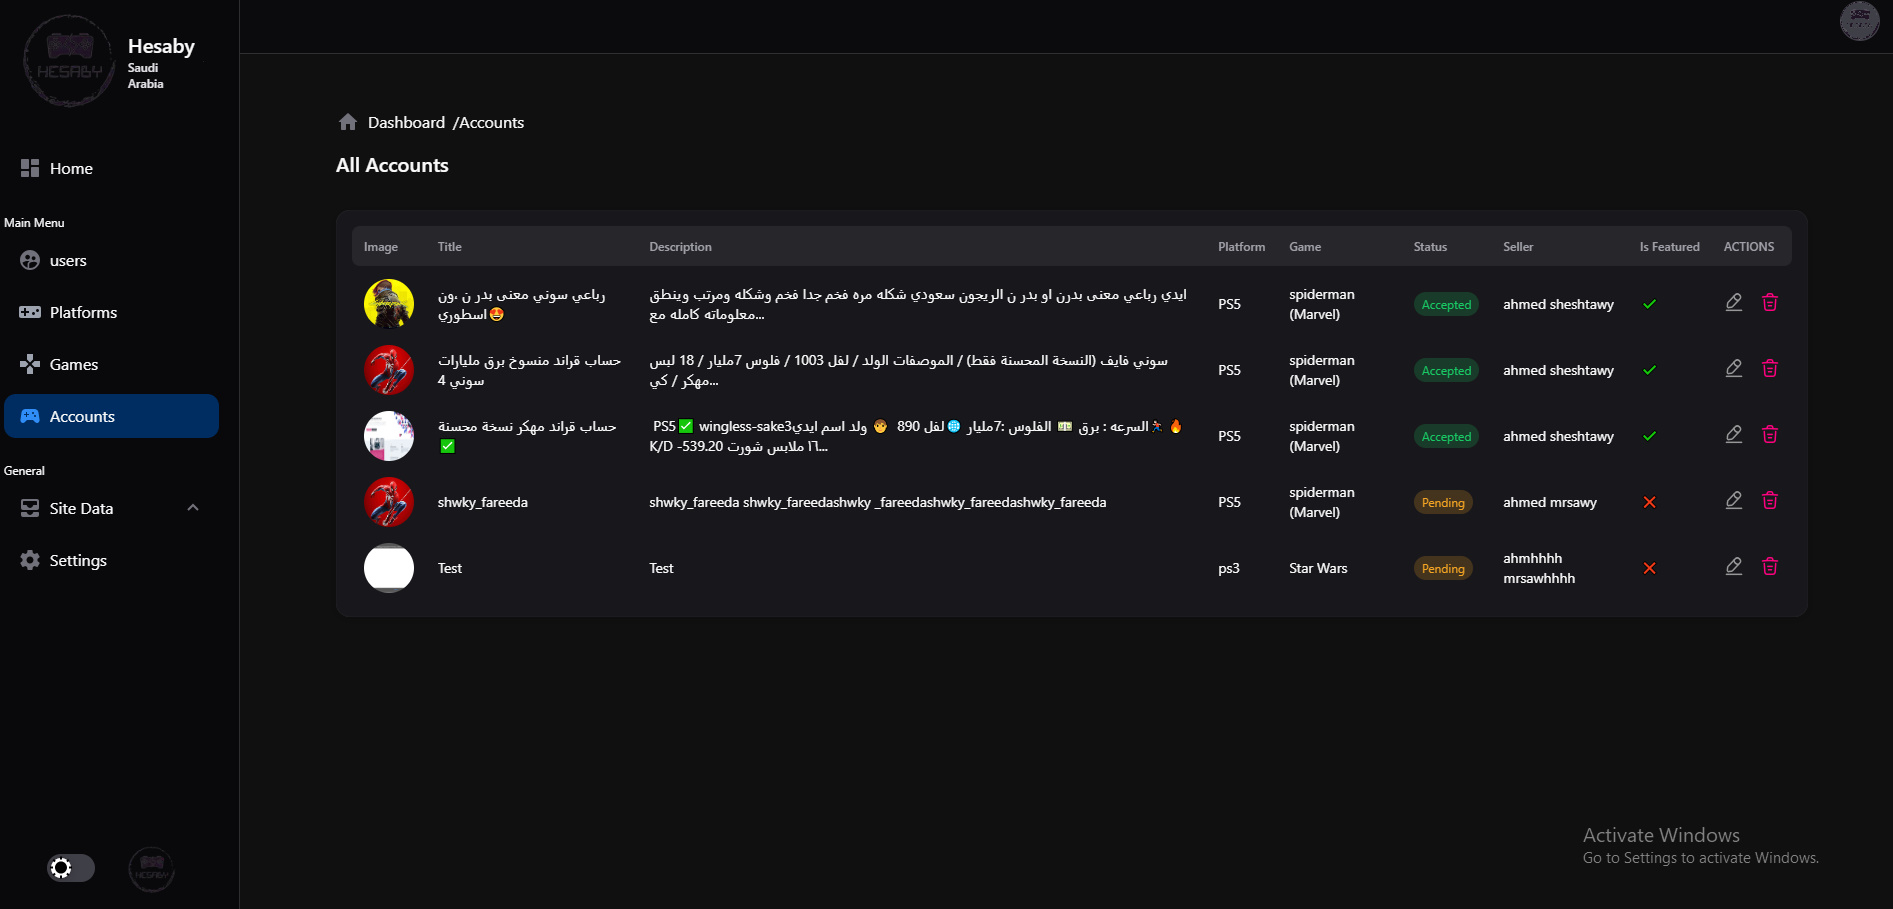 Hesaby
Saudi
Arabia
HESABY
Home
Main Menu
users
Platforms
Games
Accounts
General
Site Data
Settings
HESABY
Dashboard /Accounts
All Accounts
Image Title Description Platform Game Status Seller Is Featured ACTIONS
رباعي سوني معنى بدر ن ،ون
اسطوري🤩
ايدي رباعي معنى بدرن او بدر ن الريجون سعودي شكله مره فخم جدا فخم وشكله ومرتب وينطق
معلوماته كامله مع...
PS5
spiderman
(Marvel)
Accepted
ahmed sheshtawy
حساب قراند منسوخ برق مليارات
سوني 4
سوني فايف (النسخة المحسنة فقط) / الموصفات الولد / لفل 1003 / فلوس 7مليار / 18 لبس
مهكر / كي...
PS5
spiderman
(Marvel)
Accepted
ahmed sheshtawy
حساب قراند مهكر نسخة محسنة
✅
PS5✅ wingless-sake3ولد اسم ايدي 🧑 لفل 890 🌐السرعه : برق 💵 الفلوس :7مليار 🏃🔥
K/D -539.20 ١٦ ملابس شورت...
PS5
spiderman
(Marvel)
Accepted
ahmed sheshtawy
shwky_fareeda
shwky_fareeda shwky_fareedashwky _fareedashwky_fareedashwky_fareeda
PS5
spiderman
(Marvel)
Pending
ahmed mrsawy
Test
Test
ps3
Star Wars
Pending
ahmhhhh
mrsawhhhh
Activate Windows
Go to Settings to activate Windows.